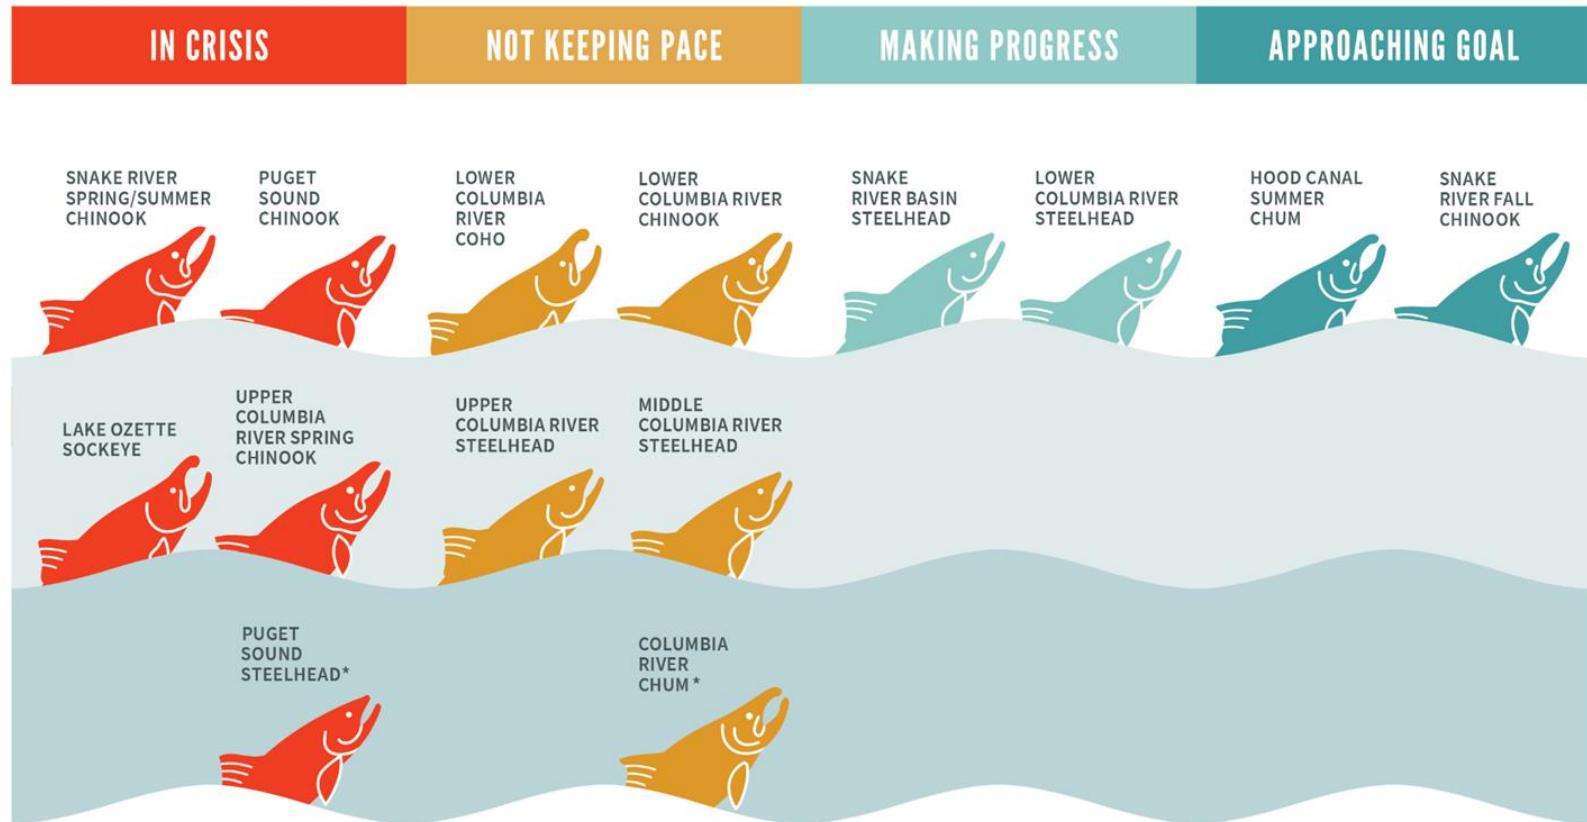 IN CRISIS
NOT KEEPING PACE
MAKING PROGRESS
APPROACHING GOAL
SNAKE RIVER
SPRING/SUMMER
CHINOOK
PUGET
SOUND
CHINOOK
LOWER
COLUMBIA
RIVER
COHO
LOWER
COLUMBIA RIVER
CHINOOK
SNAKE
RIVER BASIN
STEELHEAD
LOWER
COLUMBIA RIVER
STEELHEAD
HOOD CANAL
SUMMER
CHUM
SNAKE
RIVER FALL
CHINOOK
LAKE OZETTE
SOCKEYE
UPPER
COLUMBIA
RIVER SPRING
CHINOOK
UPPER
COLUMBIA RIVER
STEELHEAD
MIDDLE
COLUMBIA RIVER
STEELHEAD
PUGET
SOUND
STEELHEAD*
COLUMBIA
RIVER
CHUM *